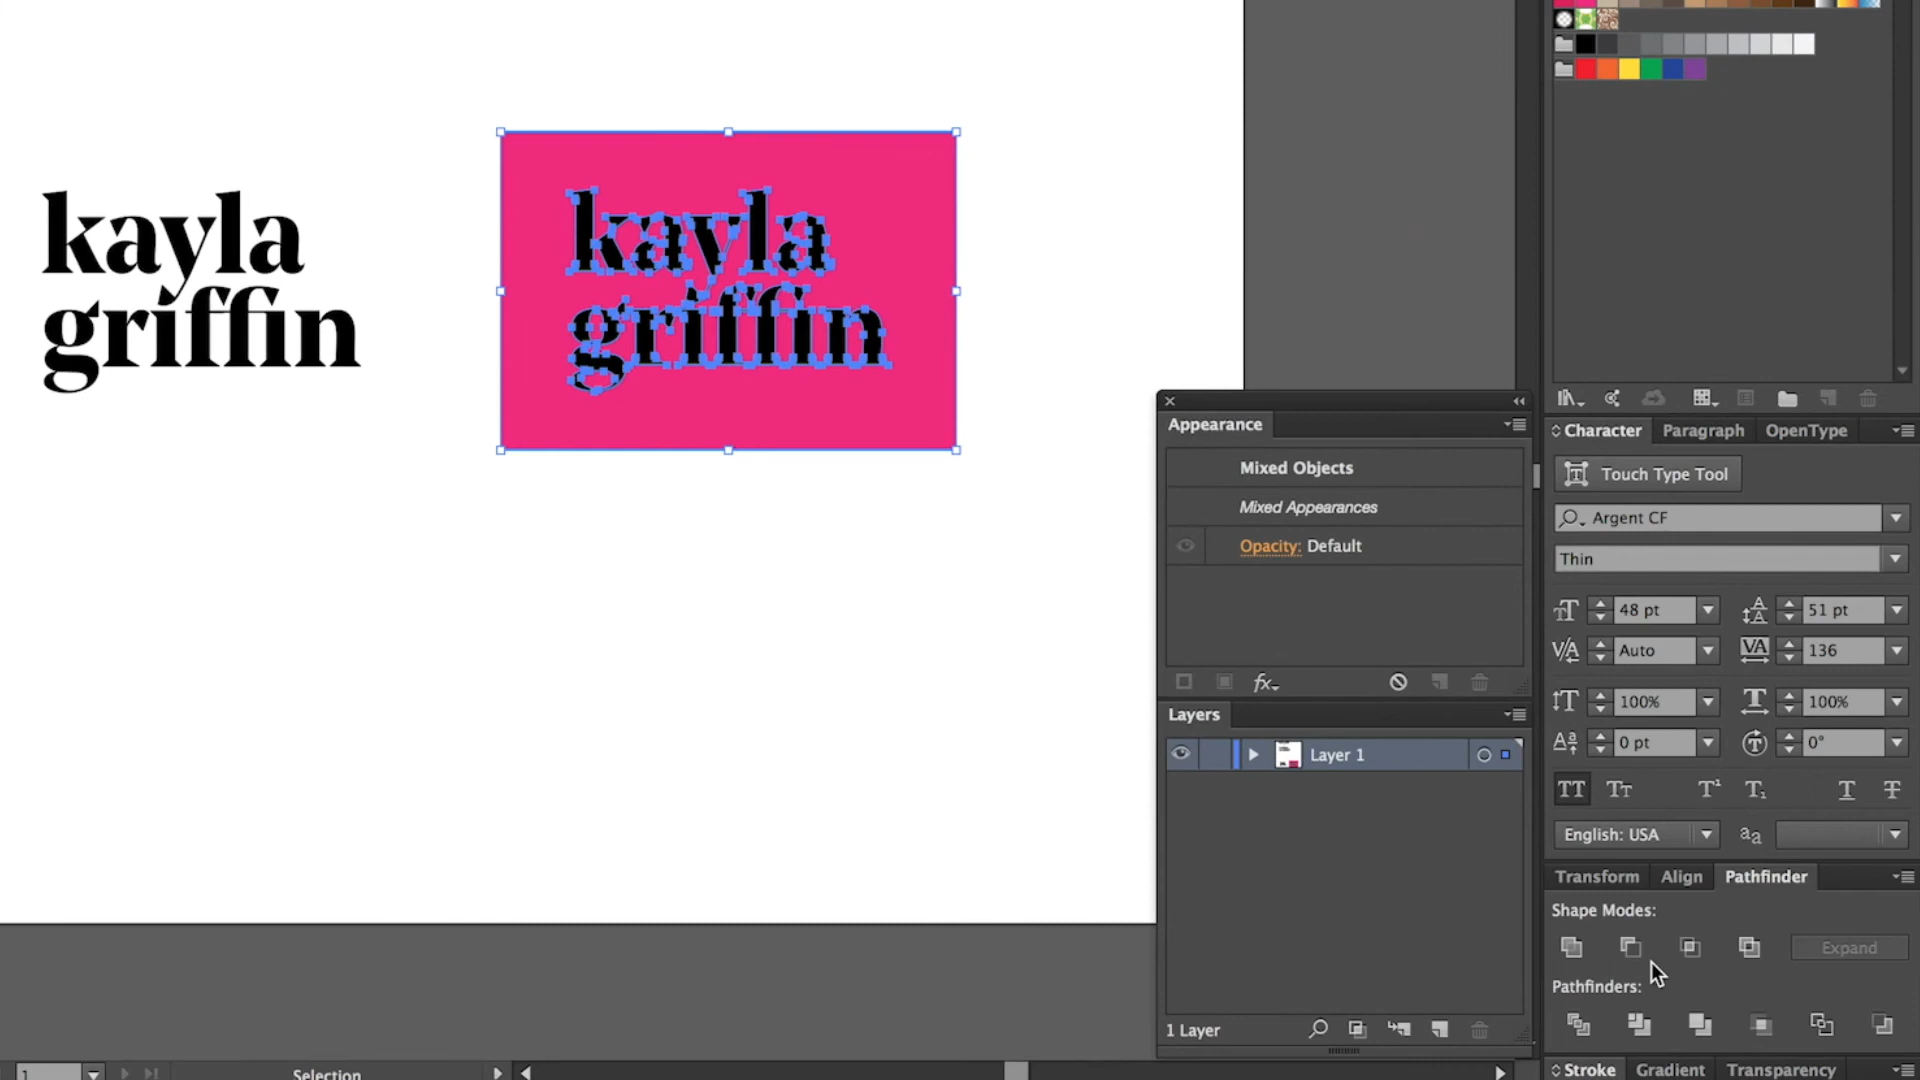 kayla
griffin
kayla
griffin
Appearance
Mixed Objects
Mixed Appearances
Opacity: Default
fx
Layers
Layer 1
1 Layer
Character Paragraph OpenType
Touch Type Tool
Argent CF
Thin
48 pt 51 pt
Auto 136
100% 100%
0 pt 0°
English: USA
Transform Align Pathfinder
Shape Modes:
Expand
Pathfinders:
Stroke Gradient Transparency
1 Selection